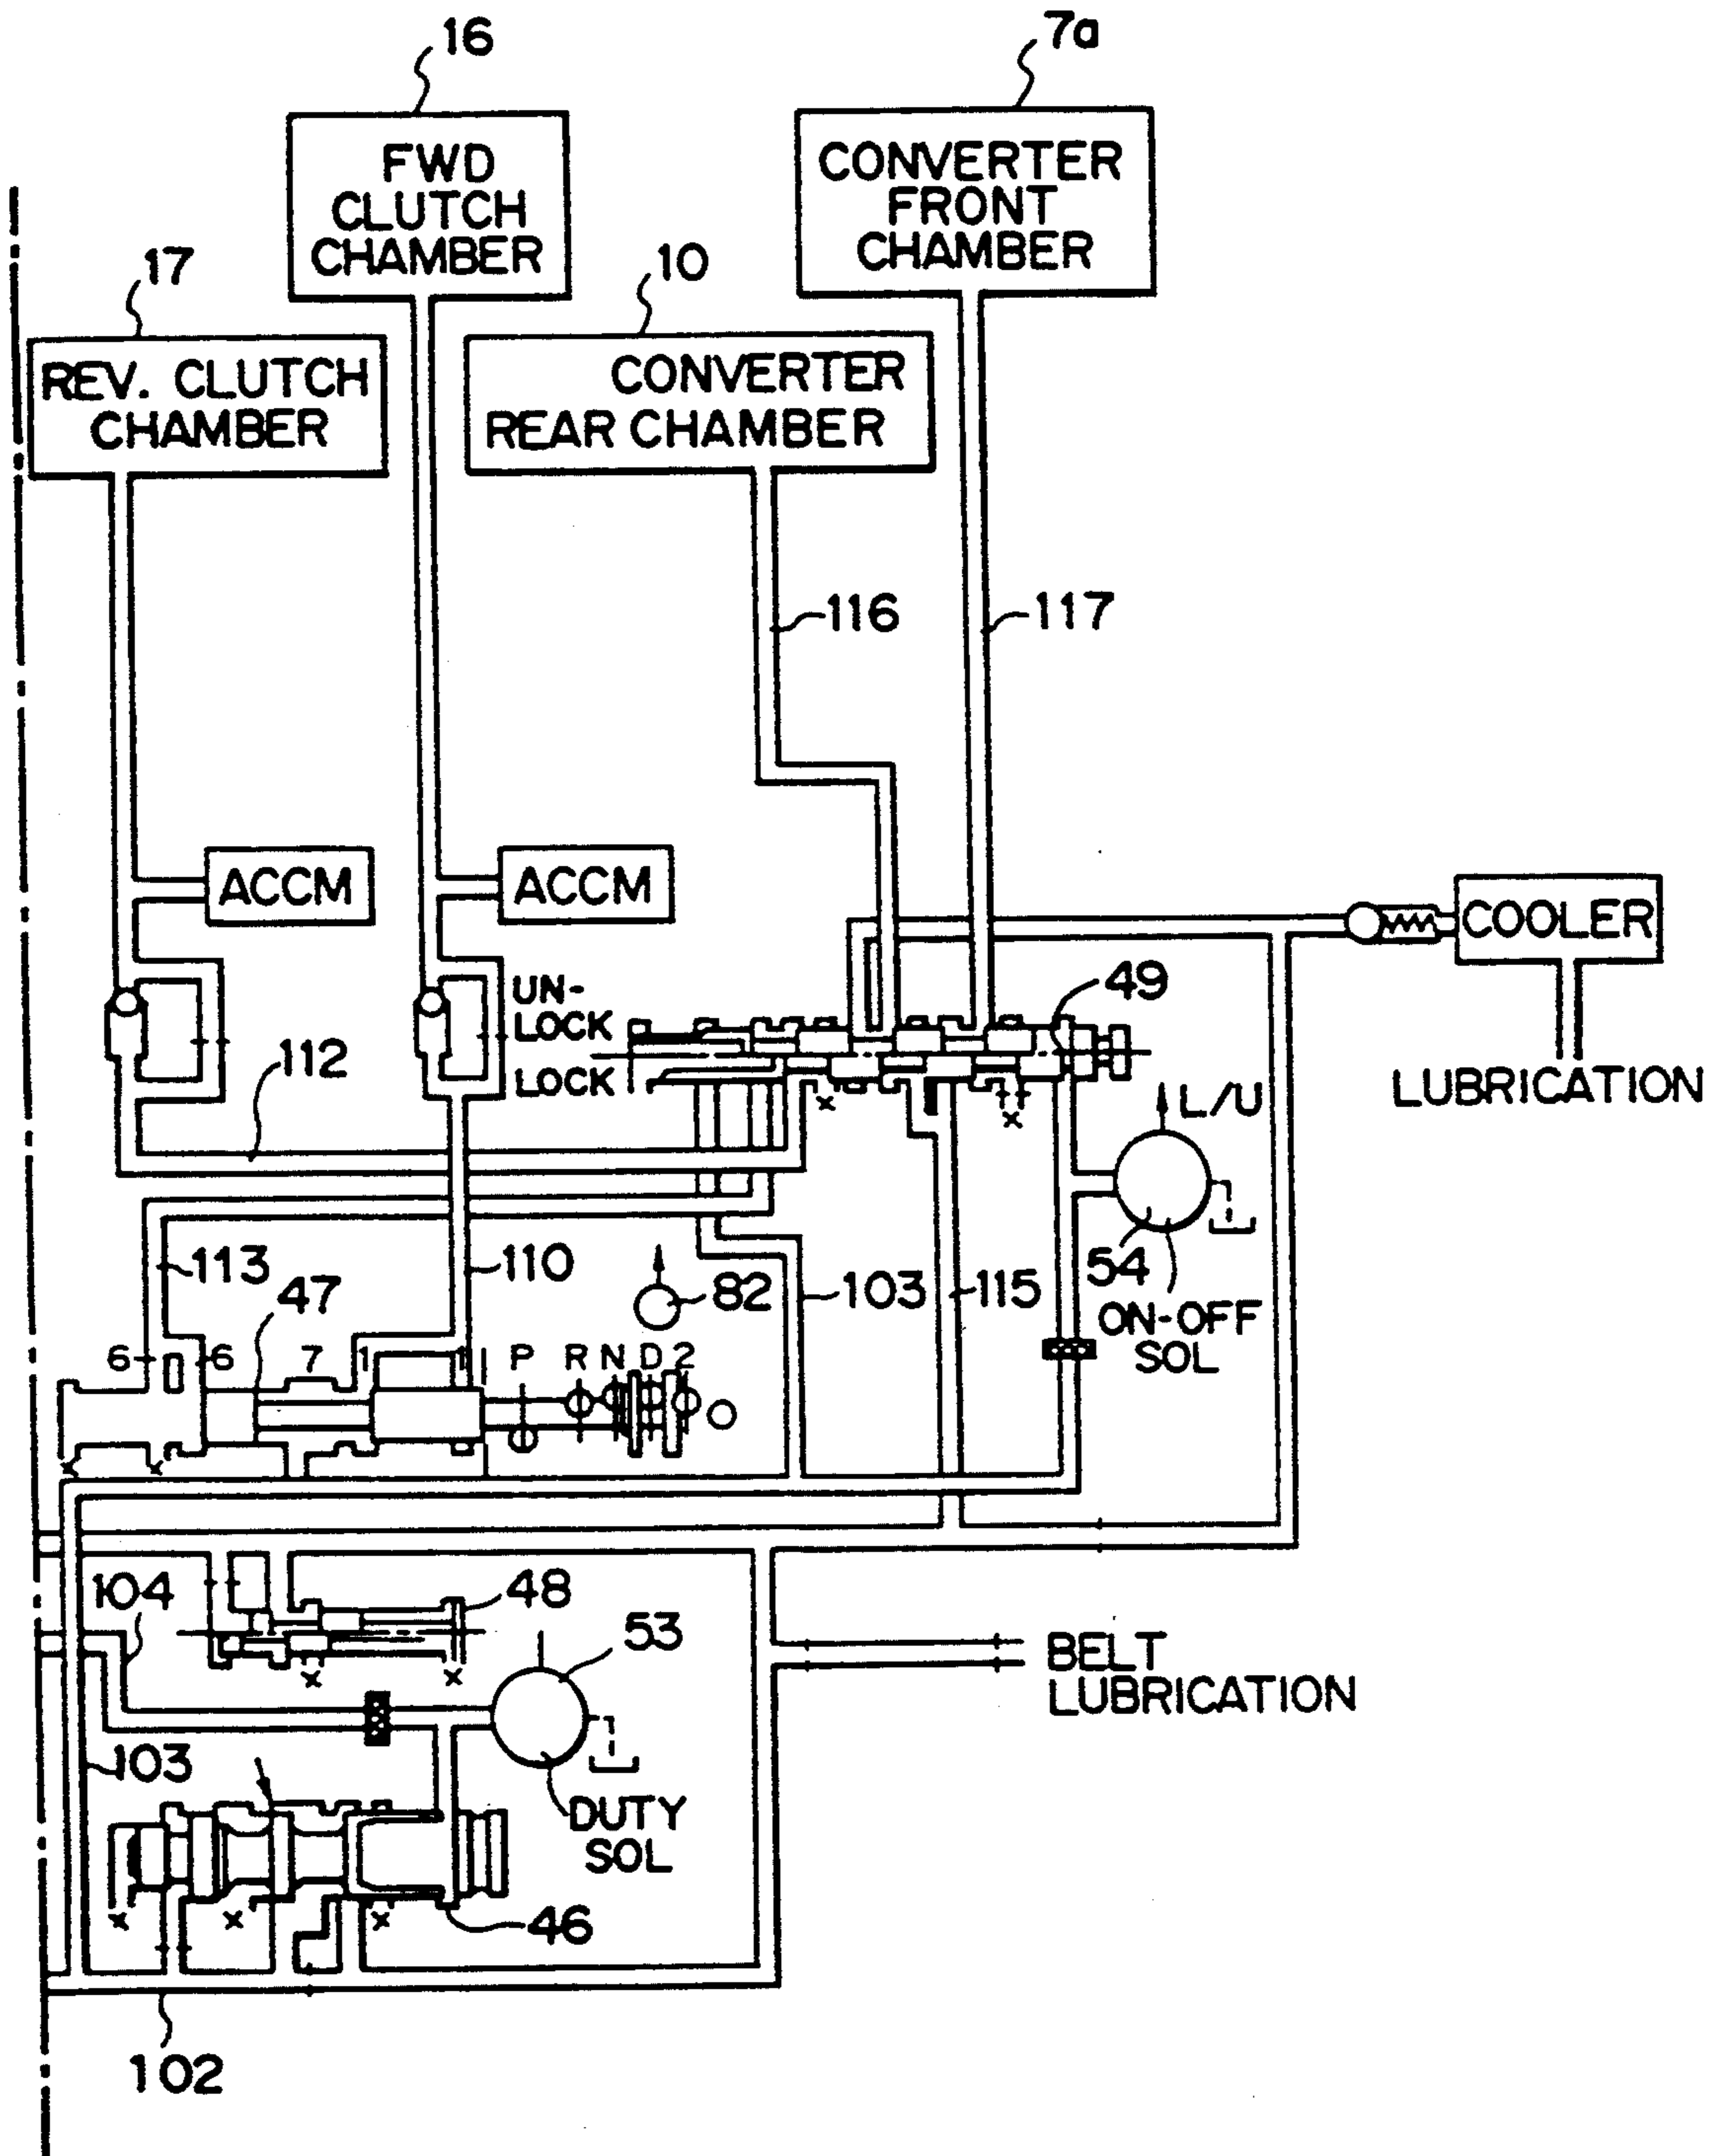 16
7a
FWD
CLUTCH
CHAMBER
CONVERTER
FRONT
CHAMBER
17
10
REV. CLUTCH
CHAMBER
CONVERTER
REAR CHAMBER
116
117
ACCM
ACCM
COOLER
UN-
LOCK
LOCK
49
112
LUBRICATION
L/U
113
47
110
82
103
115
54
ON-OFF
SOL
6 6 7 1 1 P R N D 2
104
48
53
BELT
LUBRICATION
103
DUTY
SOL
46
102